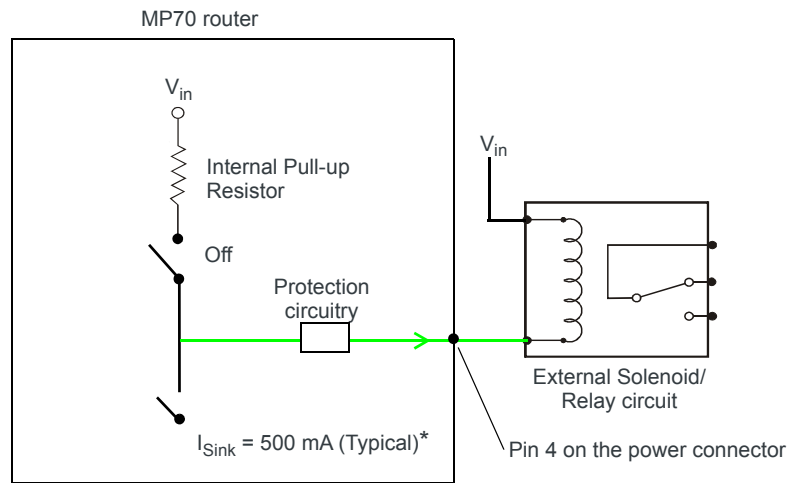 MP70 router
Vin
Internal Pull-up
Resistor
Off
Protection
circuitry
ISink = 500 mA (Typical)*
Vin
External Solenoid/
Relay circuit
Pin 4 on the power connector